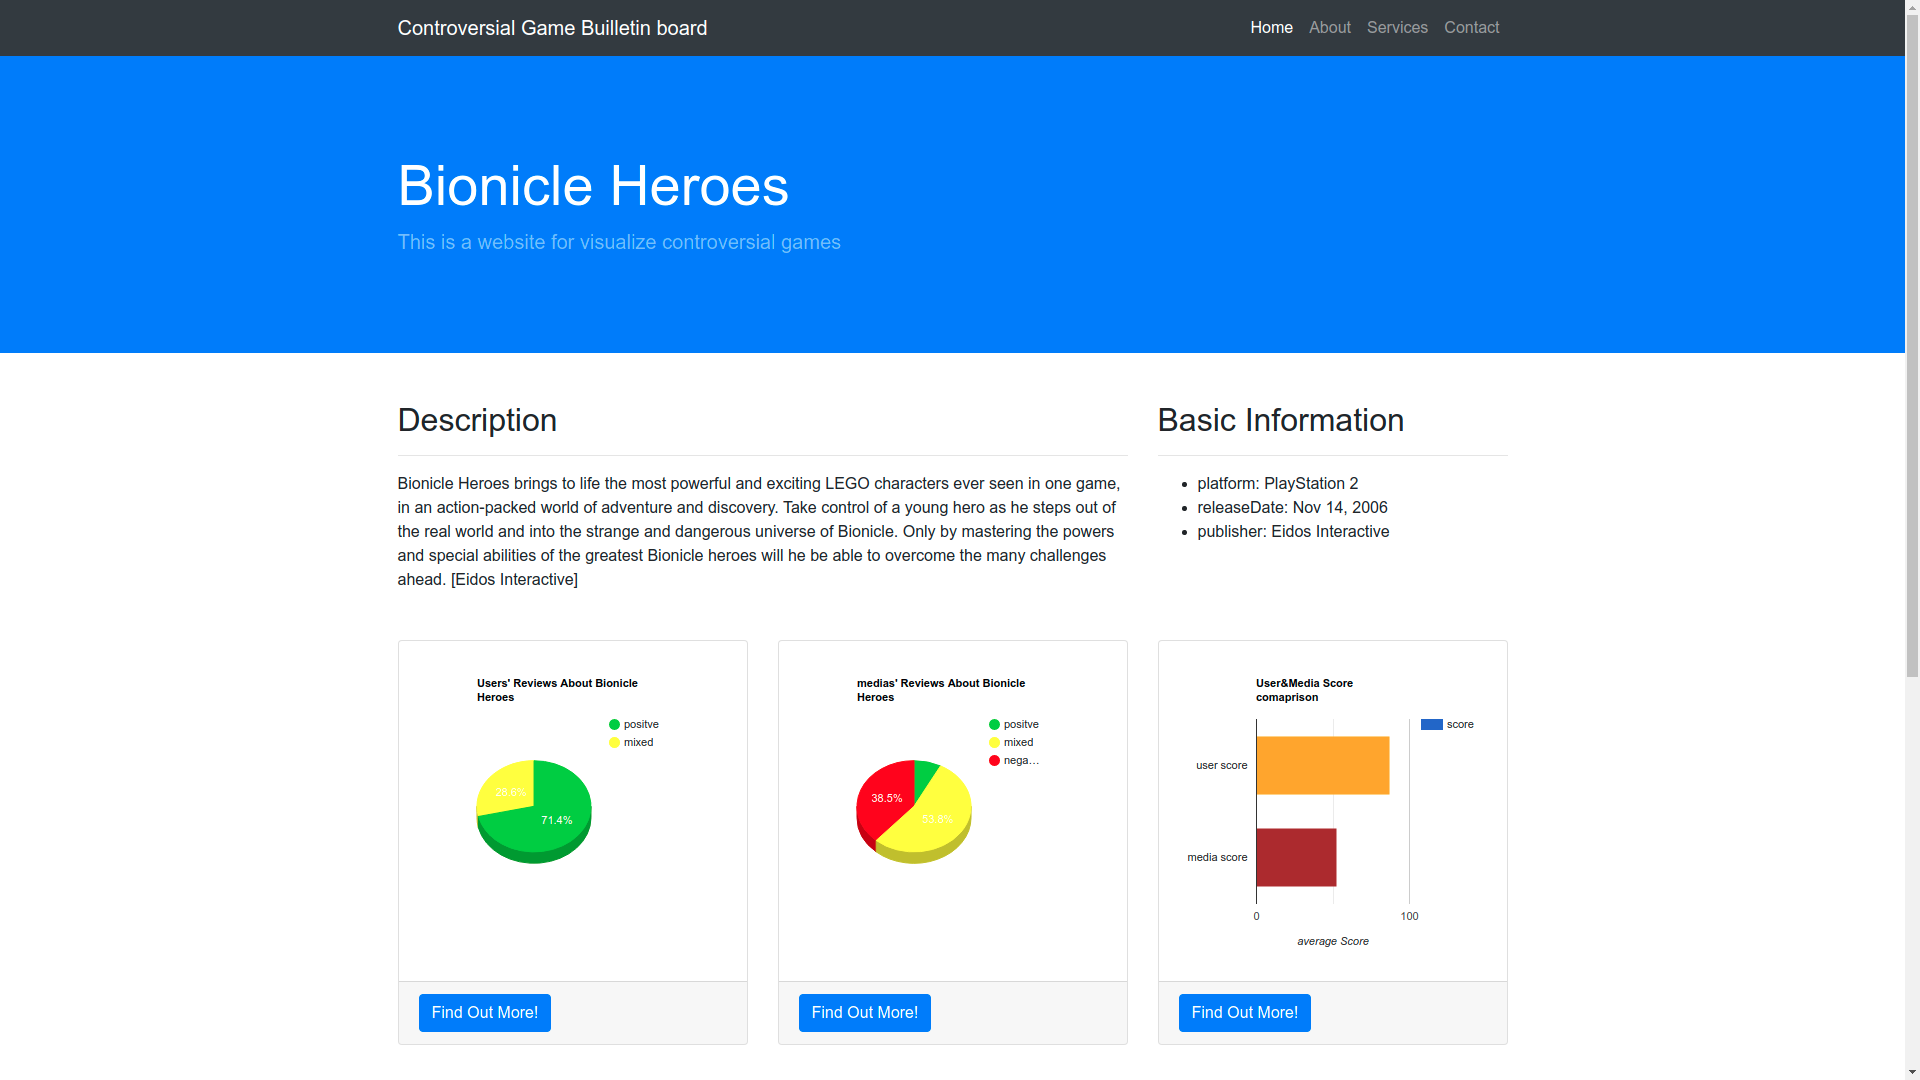 Controversial Game Builletin board
Home About Services Contact
Bionicle Heroes
This is a website for visualize controversial games
Description
Bionicle Heroes brings to life the most powerful and exciting LEGO characters ever seen in one game,
in an action-packed world of adventure and discovery. Take control of a young hero as he steps out of
the real world and into the strange and dangerous universe of Bionicle. Only by mastering the powers
and special abilities of the greatest Bionicle heroes will he be able to overcome the many challenges
ahead. [Eidos Interactive]
Basic Information
platform: PlayStation 2
releaseDate: Nov 14, 2006
publisher: Eidos Interactive
Users' Reviews About Bionicle
Heroes
positve
mixed
28.6%
71.4%
Find Out More!
medias' Reviews About Bionicle
Heroes
positve
mixed
nega…
38.5%
53.8%
Find Out More!
User&Media Score
comaprison
score
user score
media score
0 100
average Score
Find Out More!